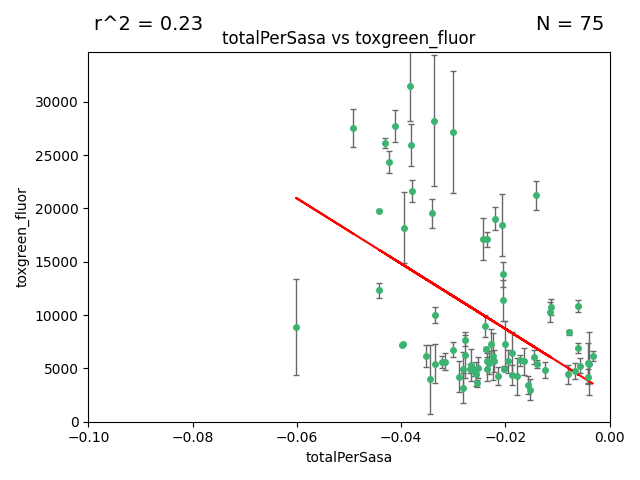 r^2 = 0.23
N = 75
totalPerSasa vs toxgreen_fluor
30000
25000
20000
15000
10000
5000
0
toxgreen_fluor
−0.10
−0.08
−0.06
−0.04
−0.02
0.00
totalPerSasa